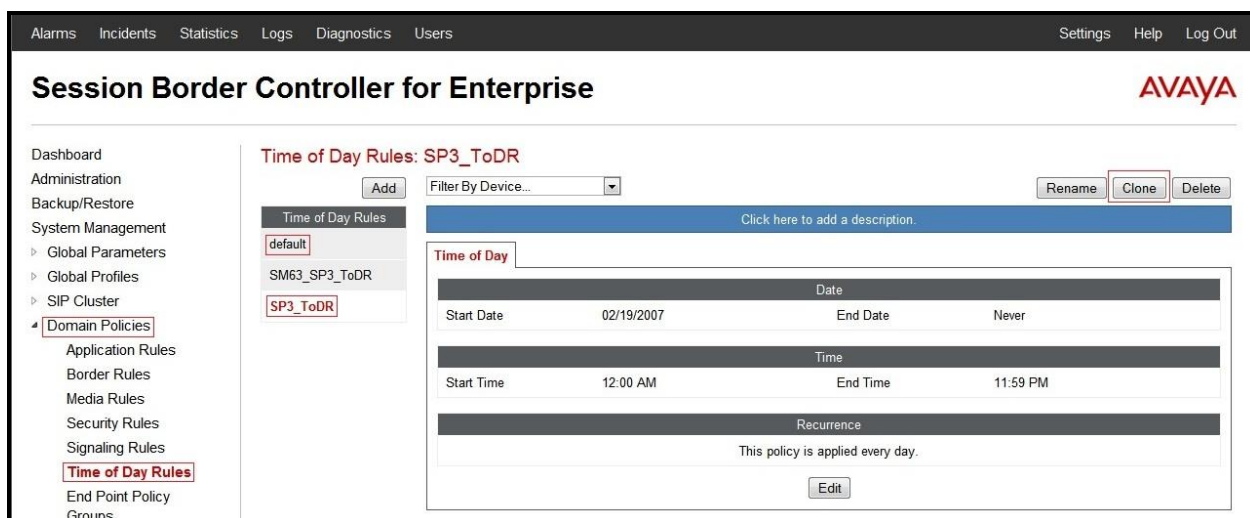 Alarms Incidents Statistics Logs Diagnostics Users Settings Help Log Out
Session Border Controller for Enterprise
AVAYA
Dashboard
Administration
Backup/Restore
System Management
Global Parameters
Global Profiles
SIP Cluster
Domain Policies
Application Rules
Border Rules
Media Rules
Security Rules
Signaling Rules
Time of Day Rules
End Point Policy
Groups
Time of Day Rules: SP3_ToDR
Add
Filter By Device...
Rename Clone Delete
Time of Day Rules
default
SM63_SP3_ToDR
SP3_ToDR
Click here to add a description.
Time of Day
Date
Start Date 02/19/2007 End Date Never
Time
Start Time 12:00 AM End Time 11:59 PM
Recurrence
This policy is applied every day.
Edit